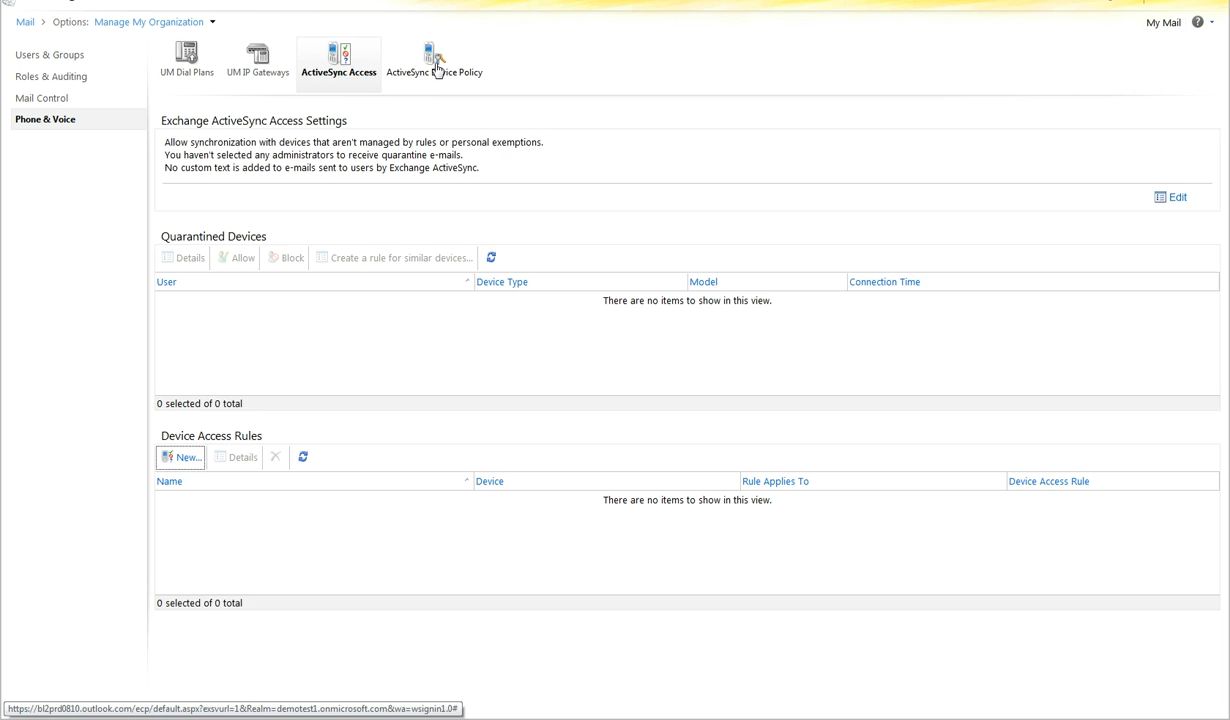 Mail > Options: Manage My Organization
My Mail
Users & Groups
Roles & Auditing
Mail Control
Phone & Voice
UM Dial Plans
UM IP Gateways
ActiveSync Access
ActiveSync Policy
Exchange ActiveSync Access Settings
Allow synchronization with devices that aren't managed by rules or personal exemptions.
You haven't selected any administrators to receive quarantine e-mails.
No custom text is added to e-mails sent to users by Exchange ActiveSync.
Edit
Quarantined Devices
Details Allow Block Create a rule for similar devices...
User Device Type Model Connection Time
There are no items to show in this view.
0 selected of 0 total
Device Access Rules
New... Details
Name Device Rule Applies To Device Access Rule
There are no items to show in this view.
0 selected of 0 total
https://bl2prd0810.outlook.com/ecp/default.aspx?exsvurl=1&Realm=demotest1.onmicrosoft.com&wa=wsignin1.0#